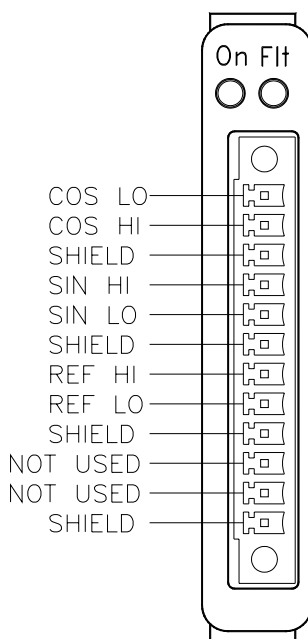 On Flt
COS LO
COS HI
SHIELD
SIN HI
SIN LO
SHIELD
REF HI
REF LO
SHIELD
NOT USED
NOT USED
SHIELD